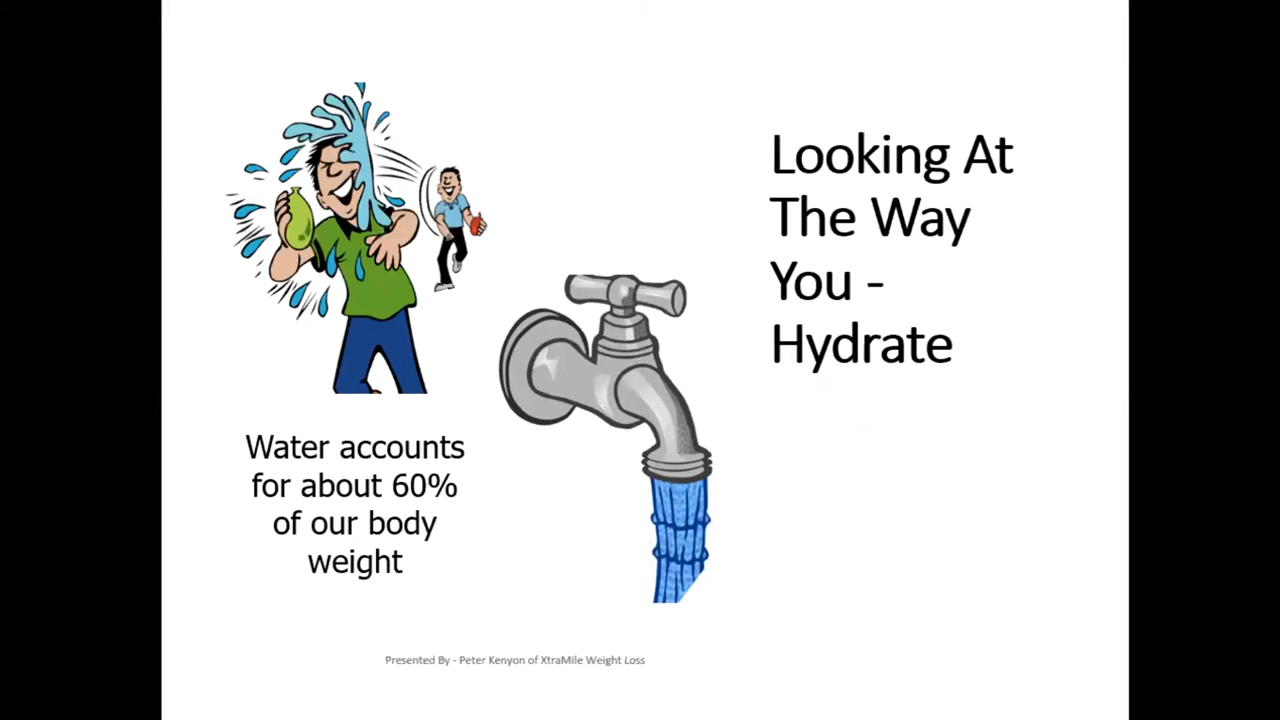 Looking At
The Way
You -
Hydrate
Water accounts
for about 60%
of our body
weight
Presented By - Peter Kenyon of XtraMile Weight Loss